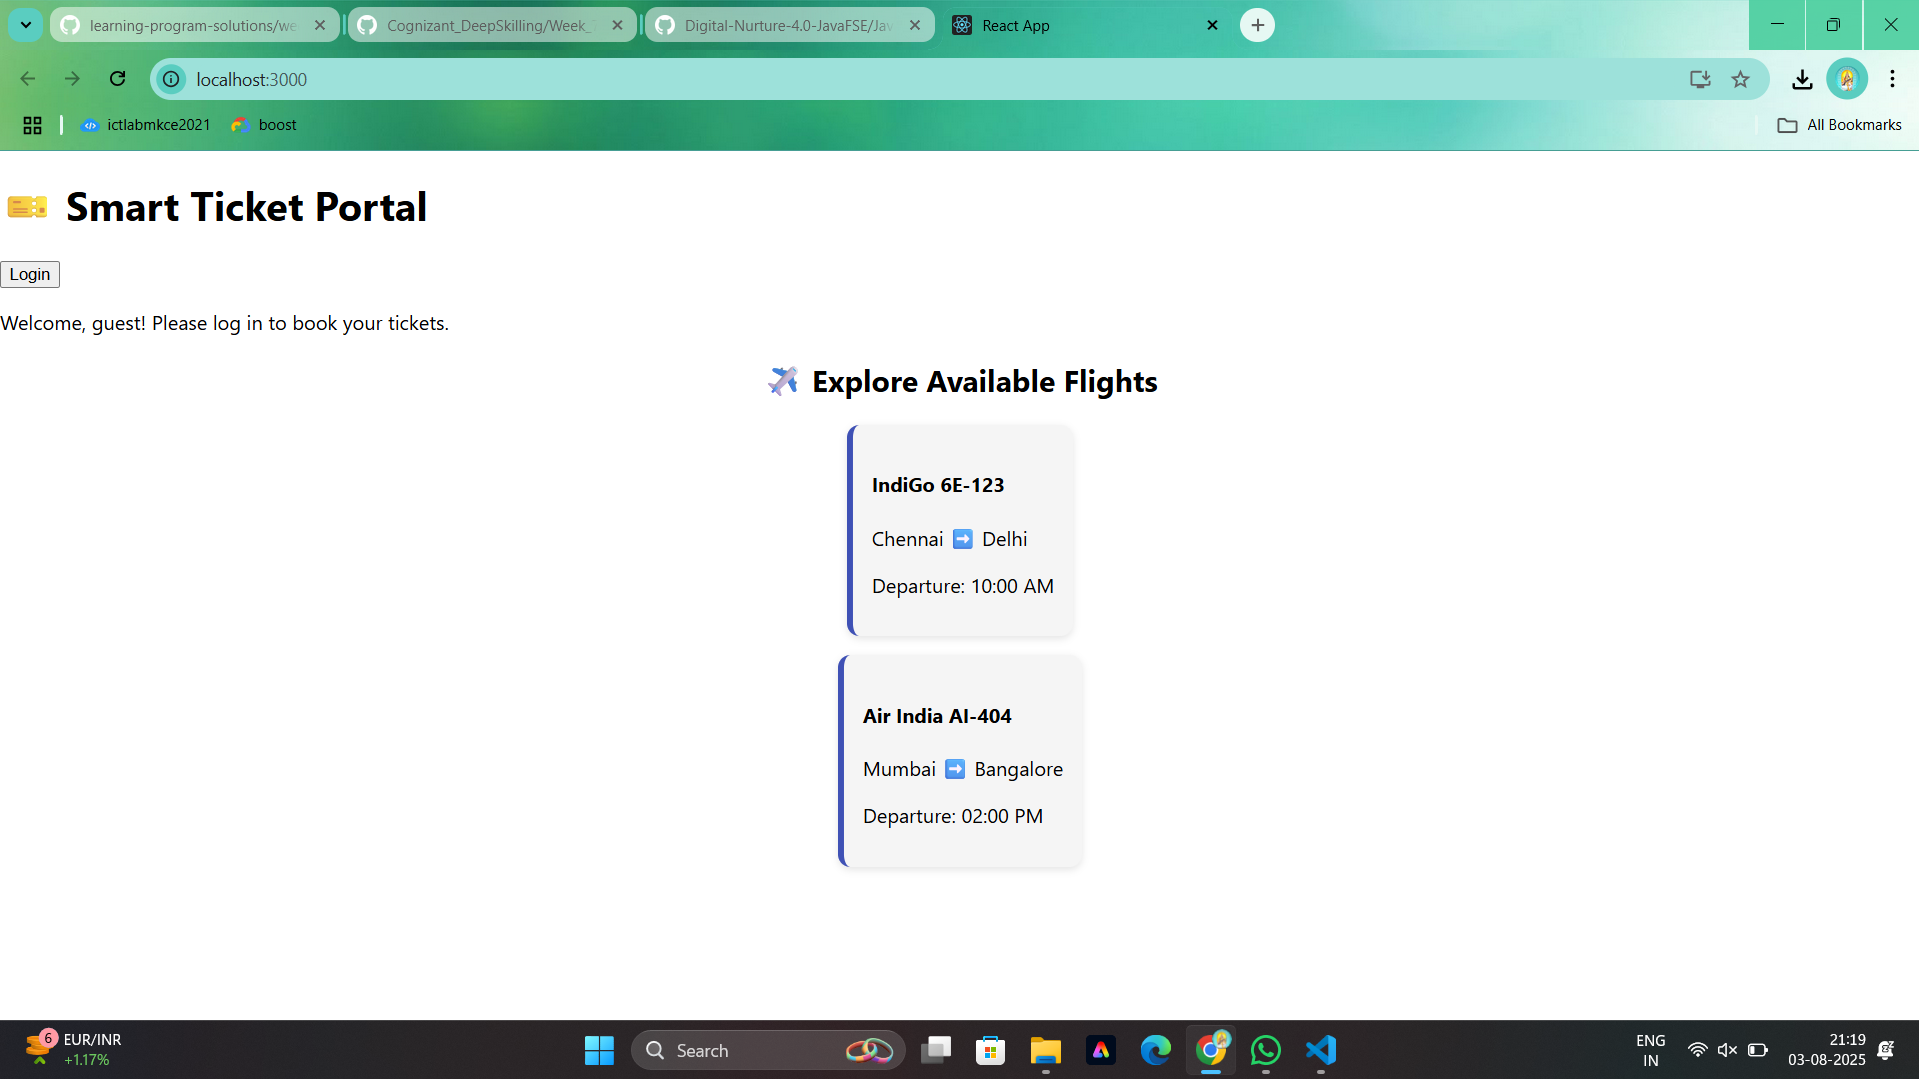 learning-program-solutions/we
Cognizant_DeepSkilling/Week_T
Digital-Nurture-4.0-JavaFSE/Jav
React App
localhost:3000
ictlabmkce2021
boost
All Bookmarks
🎫 Smart Ticket Portal
Login
Welcome, guest! Please log in to book your tickets.
✈️ Explore Available Flights
IndiGo 6E-123
Chennai ➡️ Delhi
Departure: 10:00 AM
Air India AI-404
Mumbai ➡️ Bangalore
Departure: 02:00 PM
6
EUR/INR
+1.17%
Search
ENG
IN
21:19
03-08-2025